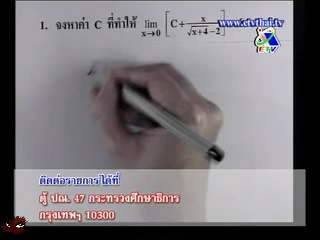 www.etvthai.tv
ETV
1. จงหาค่า C ที่ทำให้ lim x→0 [C + x/(√x+4 −2)]
ติดต่อรายการได้ที่
ตู้ ปณ. 47 กระทรวงศึกษาธิการ
กรุงเทพฯ 10300